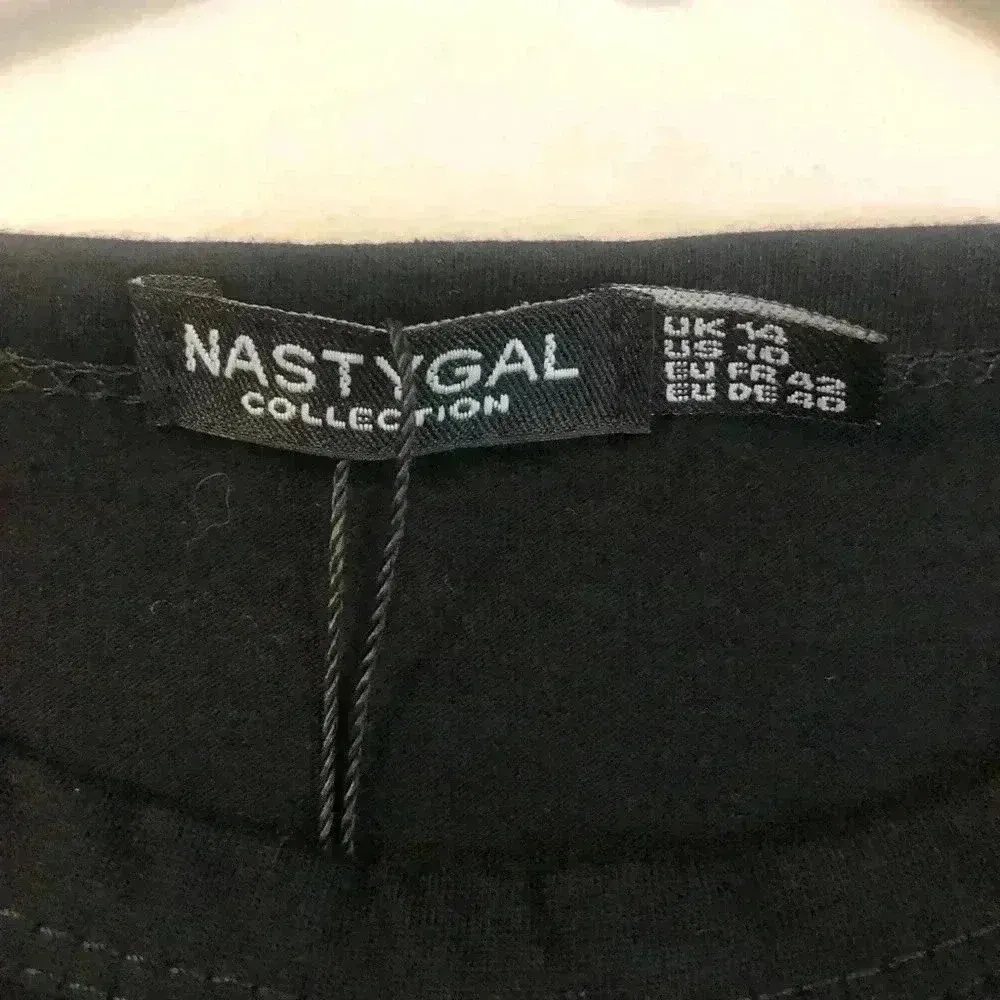 NASTYGAL
COLLECTION
UK 14
US 10
EU FR 42
EU DE 40